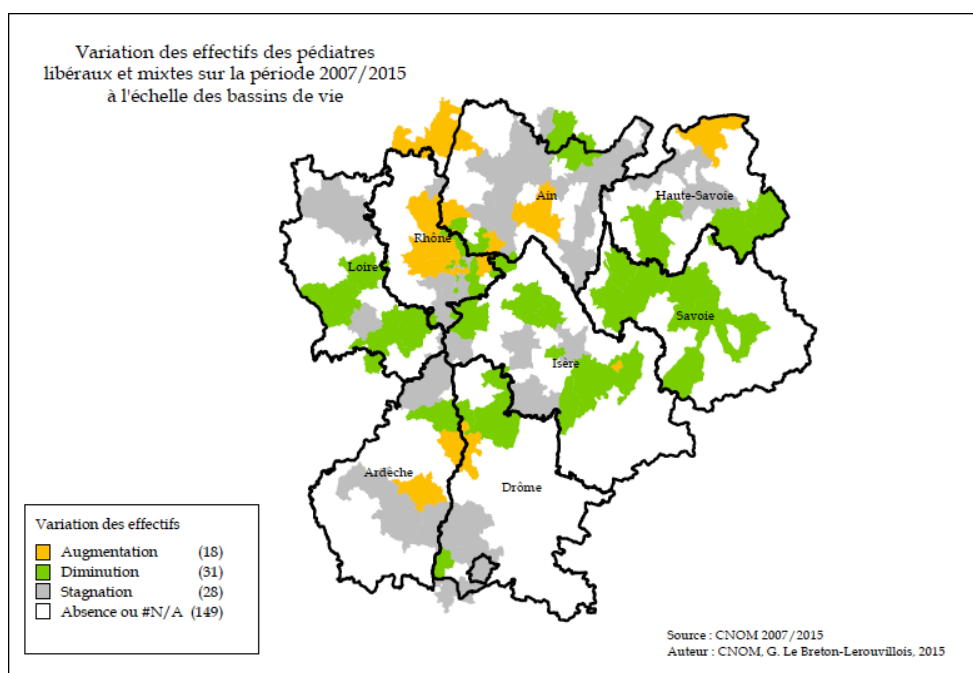 Variation des effectifs des pédiatres
libéraux et mixtes sur la période 2007/2015
à l'échelle des bassins de vie
Ain
Haute-Savoie
Rhône
Loire
Savoie
Isère
Ardèche
Drôme
Variation des effectifs
Augmentation (18)
Diminution (31)
Stagnation (28)
Absence ou #N/A (149)
Source : CNOM 2007/2015
Auteur : CNOM, G. Le Breton-Lerouvillois, 2015